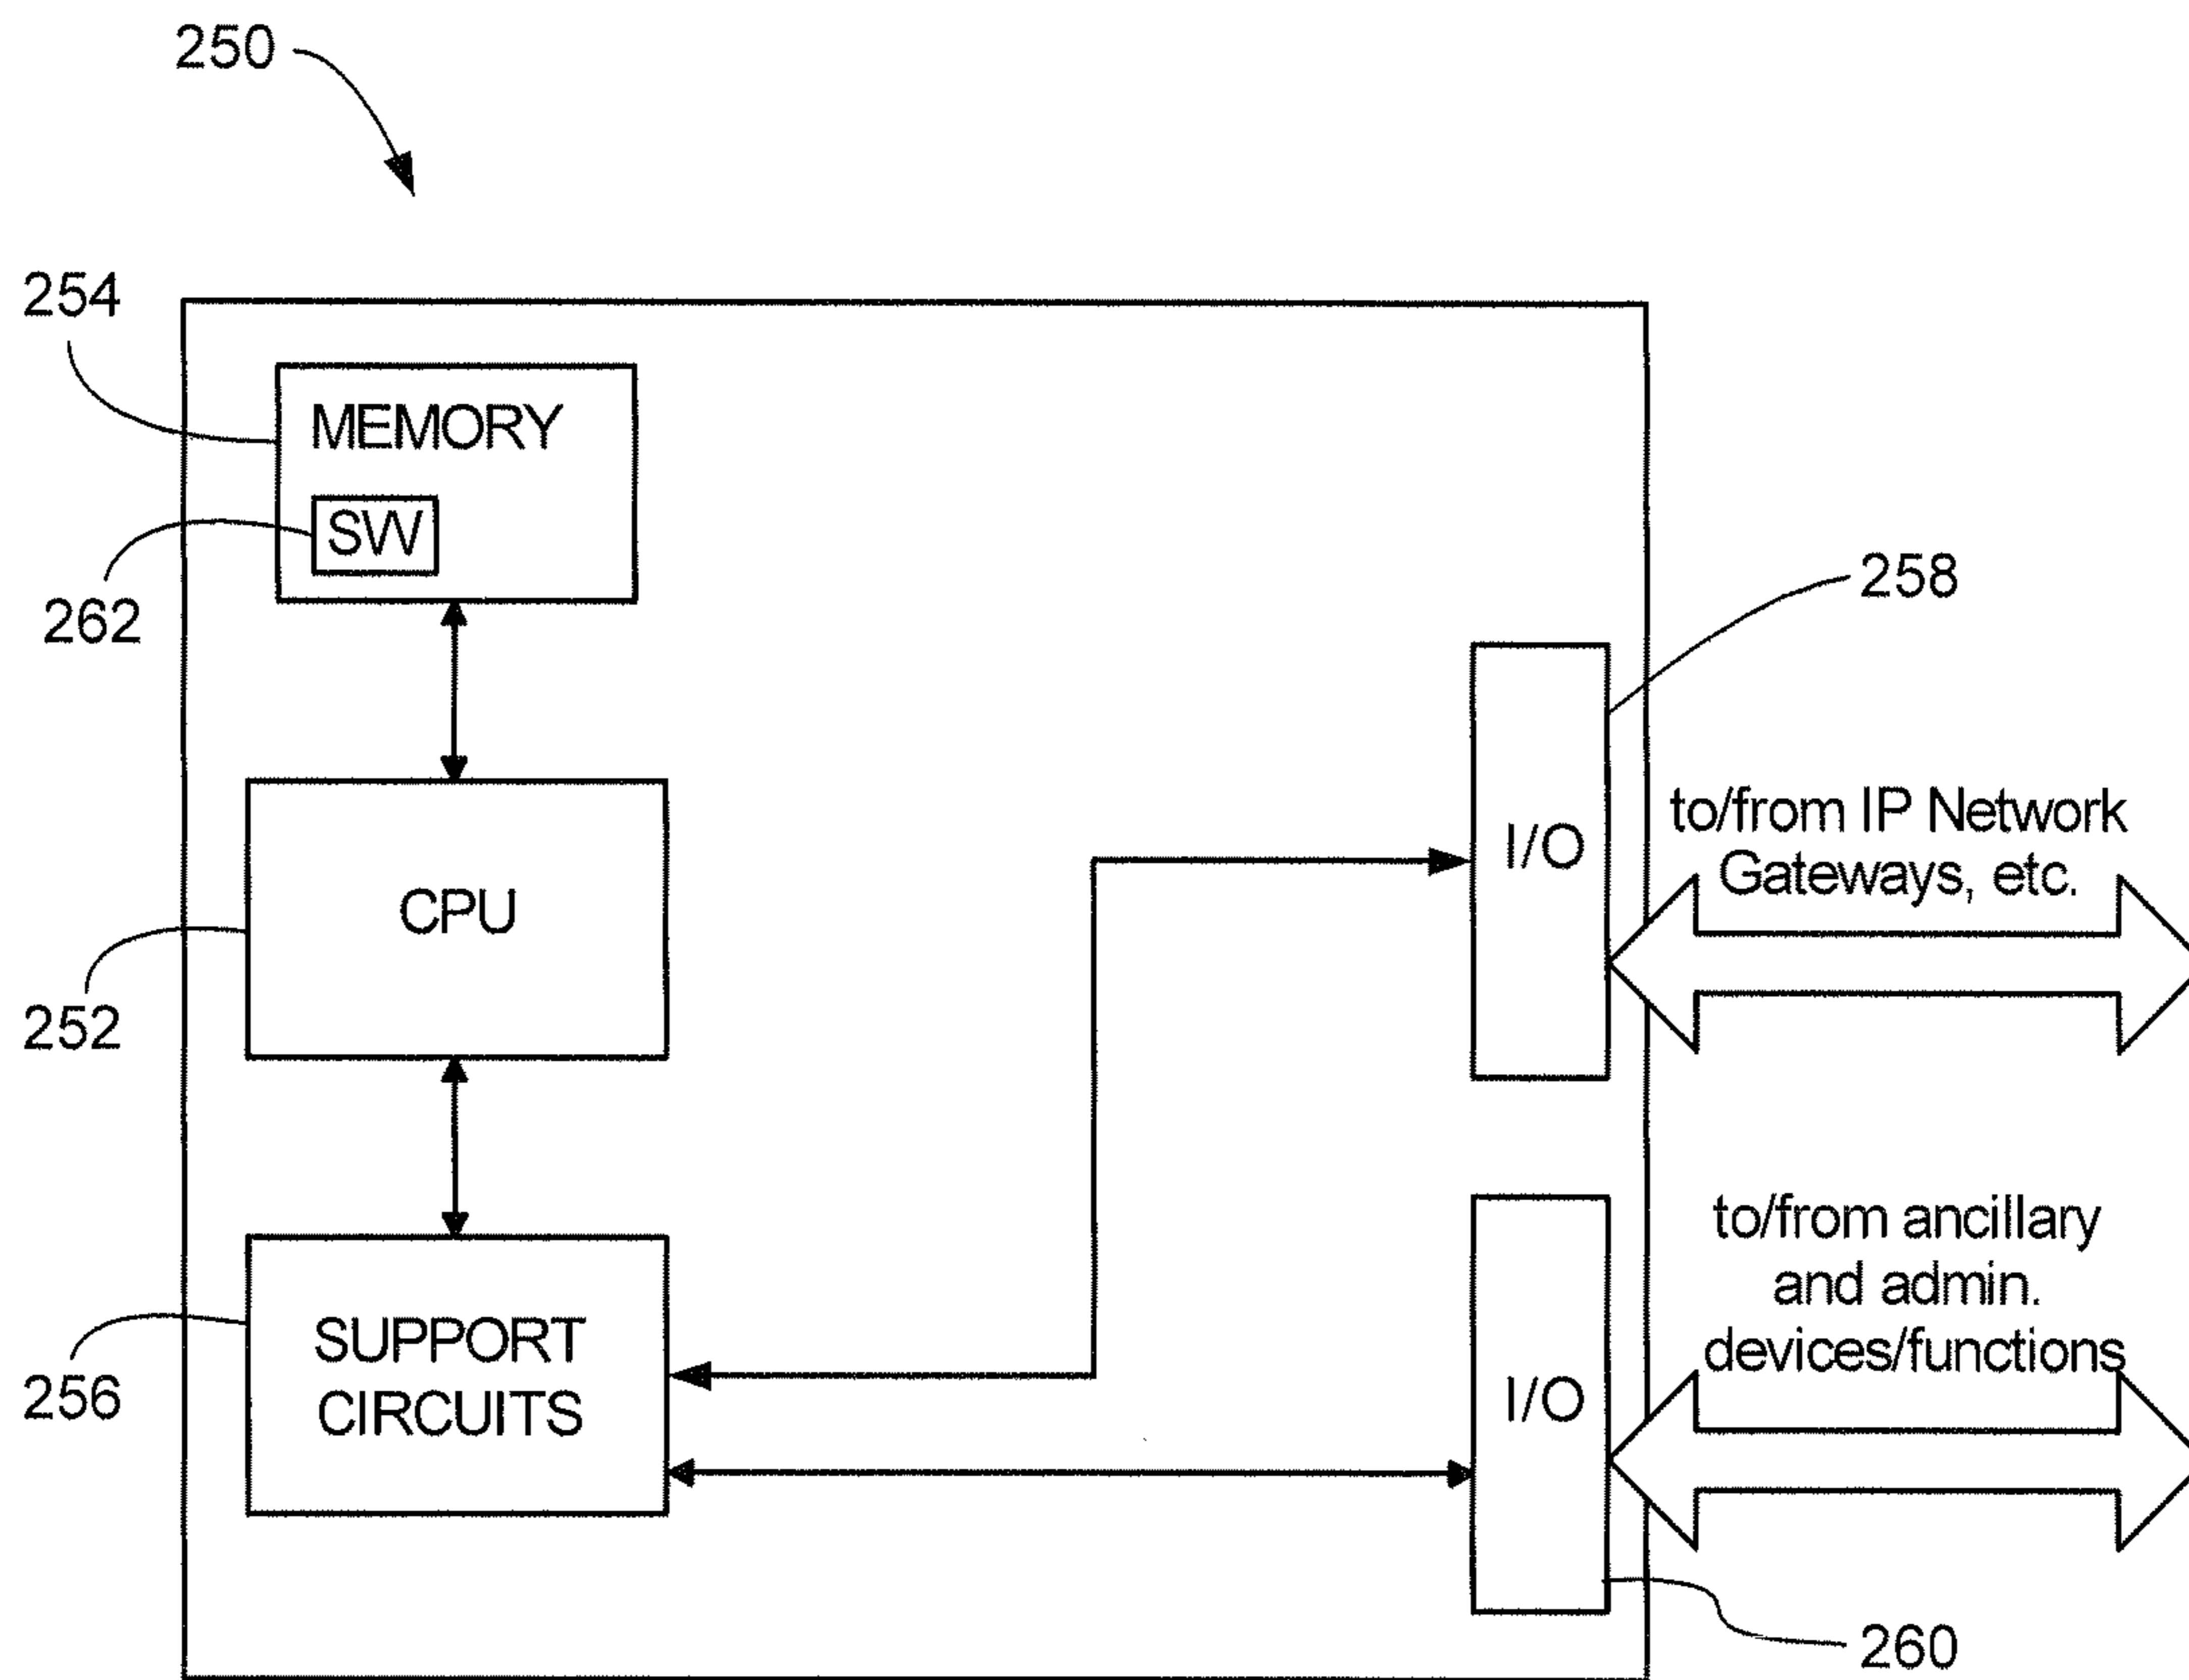 250
254
MEMORY
SW
262
258
I/O
to/from IP Network
Gateways, etc.
CPU
252
to/from ancillary
and admin.
devices/functions
I/O
SUPPORT
CIRCUITS
256
260